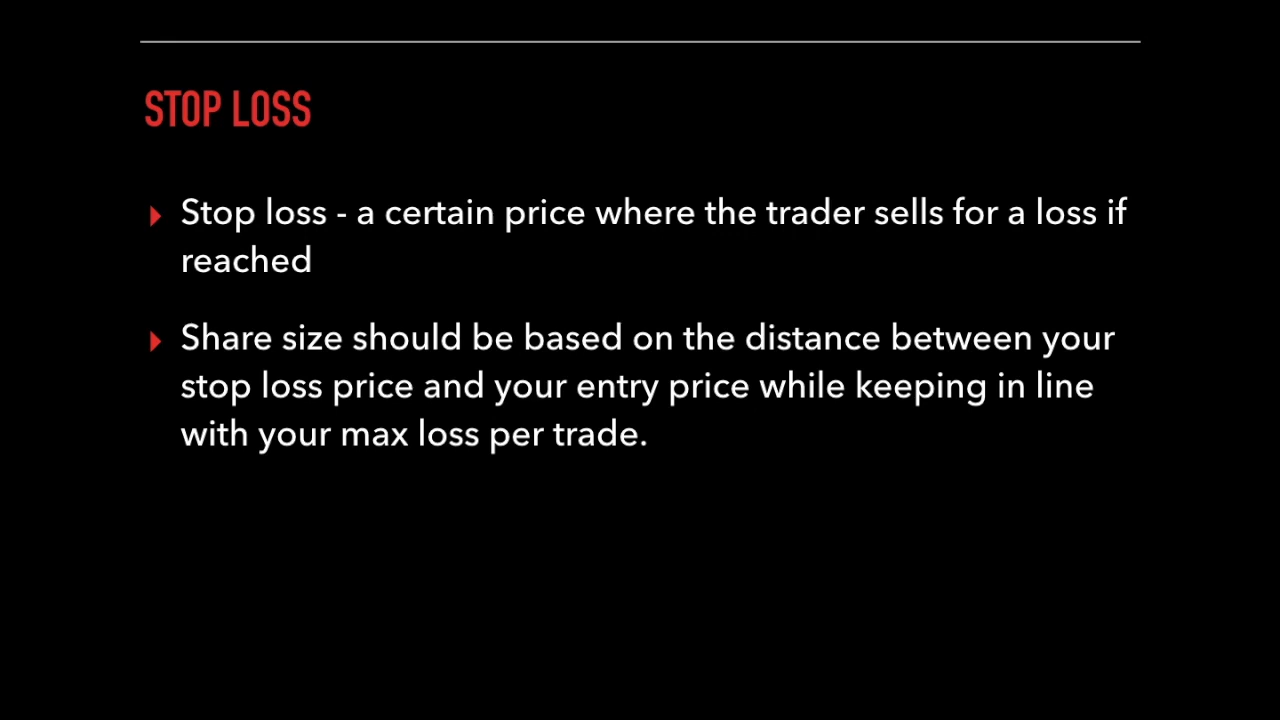 STOP LOSS
Stop loss - a certain price where the trader sells for a loss if
reached
Share size should be based on the distance between your
stop loss price and your entry price while keeping in line
with your max loss per trade.